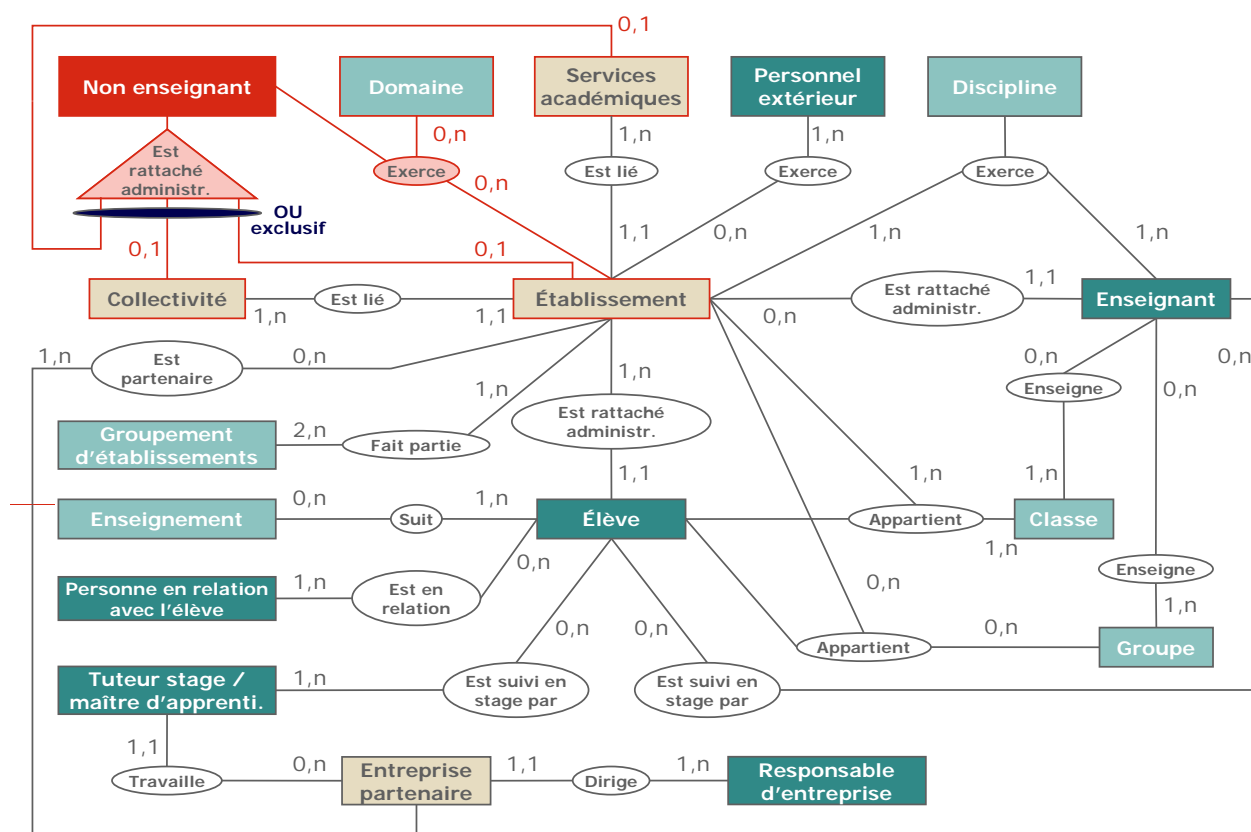 0,1
Non enseignant
Domaine
Services
académiques
Personnel
extérieur
Discipline
0,n
1,n
1,n
Est
rattaché
administr.
Exerce
Est lié
Exerce
Exerce
0,n
OU
exclusif
0,1
0,1
1,1
0,n
1,n
1,n
Collectivité
Est lié
Établissement
Est rattaché
administr.
1,1
Enseignant
1,n
1,1
0,n
1,n
Est
partenaire
0,n
1,n
1,n
0,n
Enseigne
0,n
0,n
Groupement
d'établissements
2,n
Fait partie
Est rattaché
administr.
1,1
1,n
1,n
Enseignement
0,n
Suit
1,n
Élève
Appartient
1,n
Classe
0,n
Personne en relation
avec l'élève
1,n
Est en
relation
0,n
Enseigne
1,n
0,n
0,n
Appartient
0,n
Groupe
Tuteur stage /
maître d'apprenti.
1,n
Est suivi en
stage par
Est suivi en
stage par
1,1
Travaille
0,n
Entreprise
partenaire
1,1
Dirige
1,n
Responsable
d'entreprise